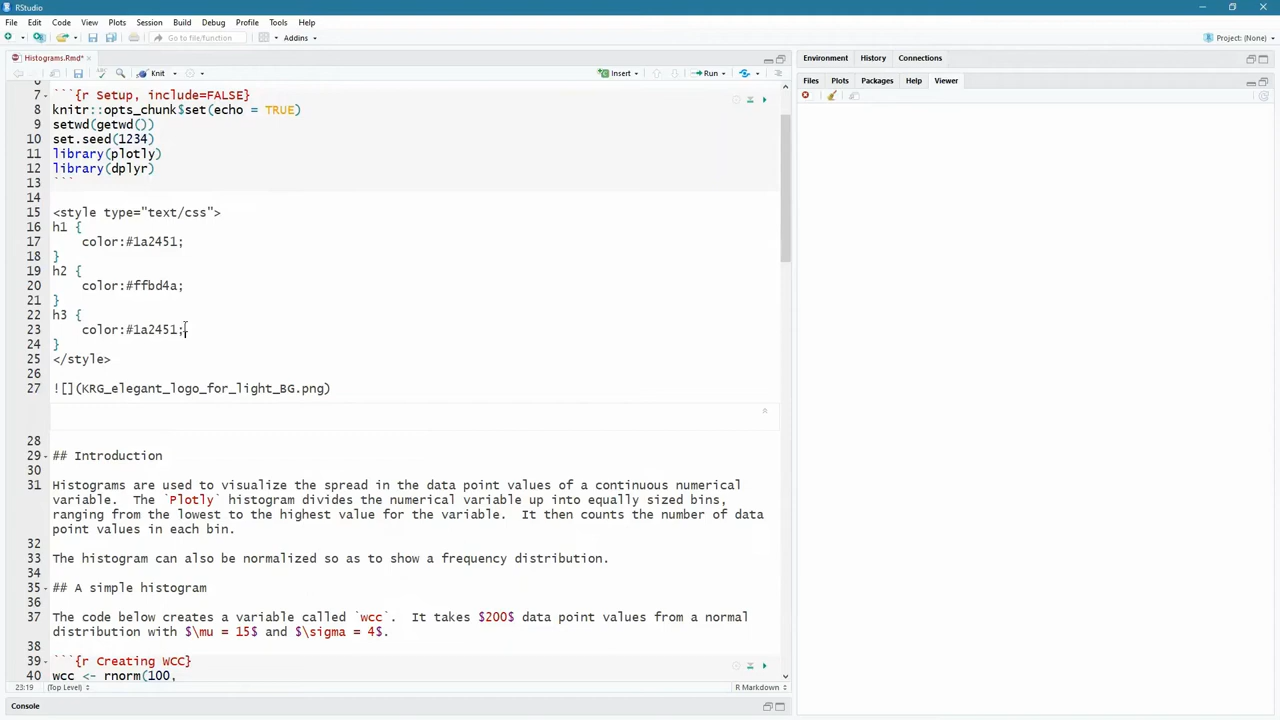 RStudio
File Edit Code View Plots Session Build Debug Profile Tools Help
Go to file/function Addins Project: (None)
Histograms.Rmd* Environment History Connections
Knit Insert Run Files Plots Packages Help Viewer
7 ```{r Setup, include=FALSE}
8 knitr::opts_chunk$set(echo = TRUE)
9 setwd(getwd())
10 set.seed(1234)
11 library(plotly)
12 library(dplyr)
13 ```
14
15 <style type="text/css">
16 h1 {
17 color:#1a2451;
18 }
19 h2 {
20 color:#ffbd4a;
21 }
22 h3 {
23 color:#1a2451;
24 }
25 </style>
26
27 ![](KRG_elegant_logo_for_light_BG.png)
28
29 ## Introduction
30
31 Histograms are used to visualize the spread in the data point values of a continuous numerical
variable.  The `Plotly` histogram divides the numerical variable up into equally sized bins,
ranging from the lowest to the highest value for the variable.  It then counts the number of data
point values in each bin.
32
33 The histogram can also be normalized so as to show a frequency distribution.
34
35 ## A simple histogram
36
37 The code below creates a variable called `wcc`.  It takes $200$ data point values from a normal
distribution with $\mu = 15$ and $\sigma = 4$.
38
39 ```{r Creating WCC}
40 wcc <- rnorm(100,
23:19 (Top Level) R Markdown
Console